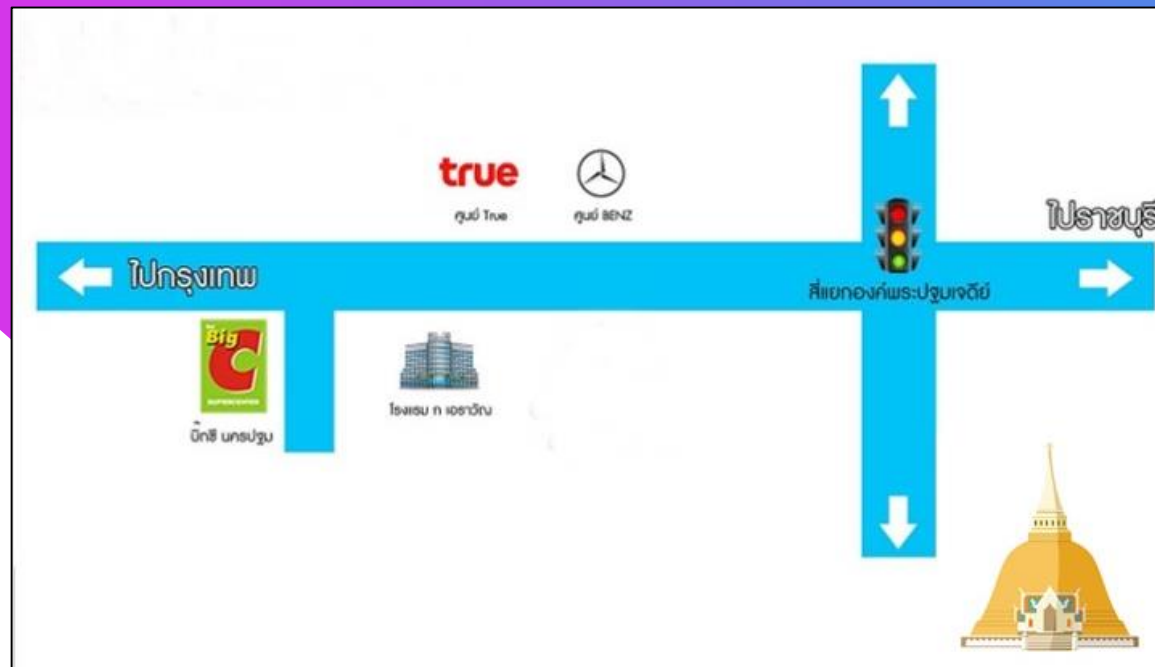 true
ศูนย์ True
ศูนย์ BENZ
ไปราชบุรี
ไปกรุงเทพ
สี่แยกองค์พระปฐมเจดีย์
Big
C
SUPERCENTER
บิ๊กซี นครปฐม
โรงแรม ก เอราวัณ